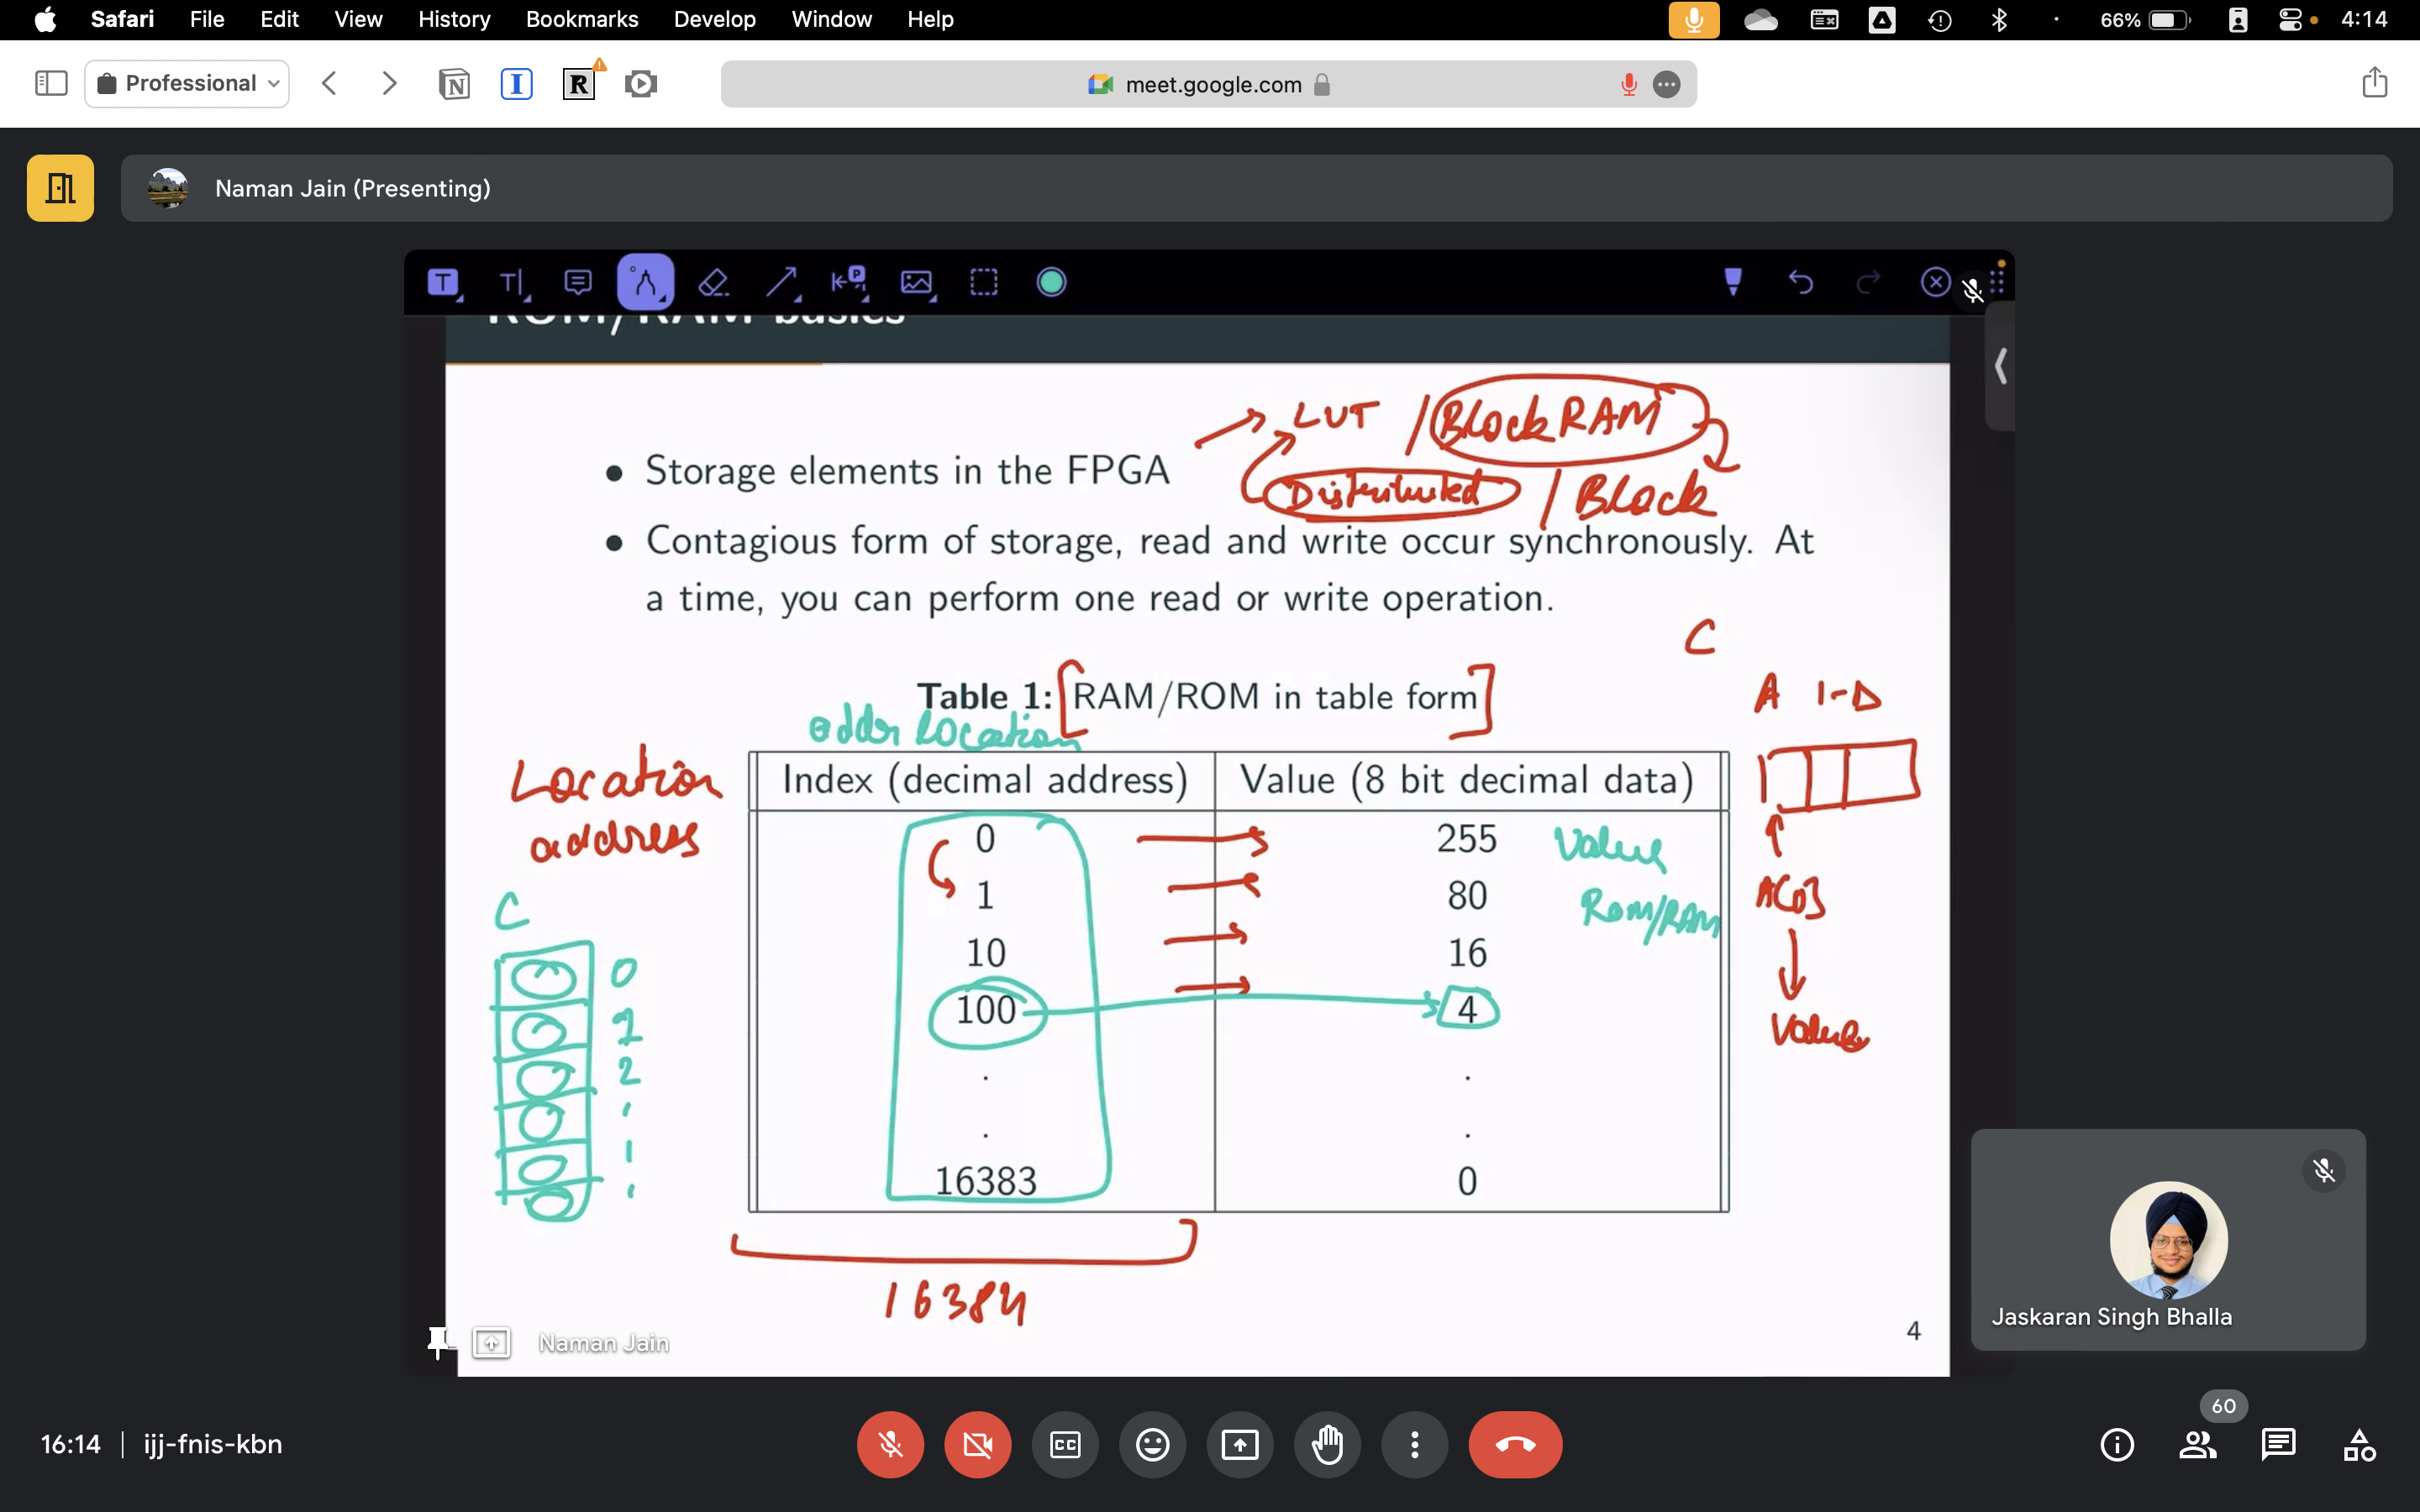 Safari File Edit View History Bookmarks Develop Window Help 66% 4:14
Professional meet.google.com
Naman Jain (Presenting)
ROM/RAM basics
LUT / Block RAM
Storage elements in the FPGA
Distributed / Block
Contagious form of storage, read and write occur synchronously. At
a time, you can perform one read or write operation.
C
Table 1: [RAM/ROM in table form]
A 1-D
addr Location
Location
address
Index (decimal address) Value (8 bit decimal data)
0 255 Value
1 80 Rom/RAM
A[0]
10 16
100 4
Value
. .
. .
16383 0
C
0
1
2
16384
4
Naman Jain
Jaskaran Singh Bhalla
60
16:14 | ijj-fnis-kbn
CC